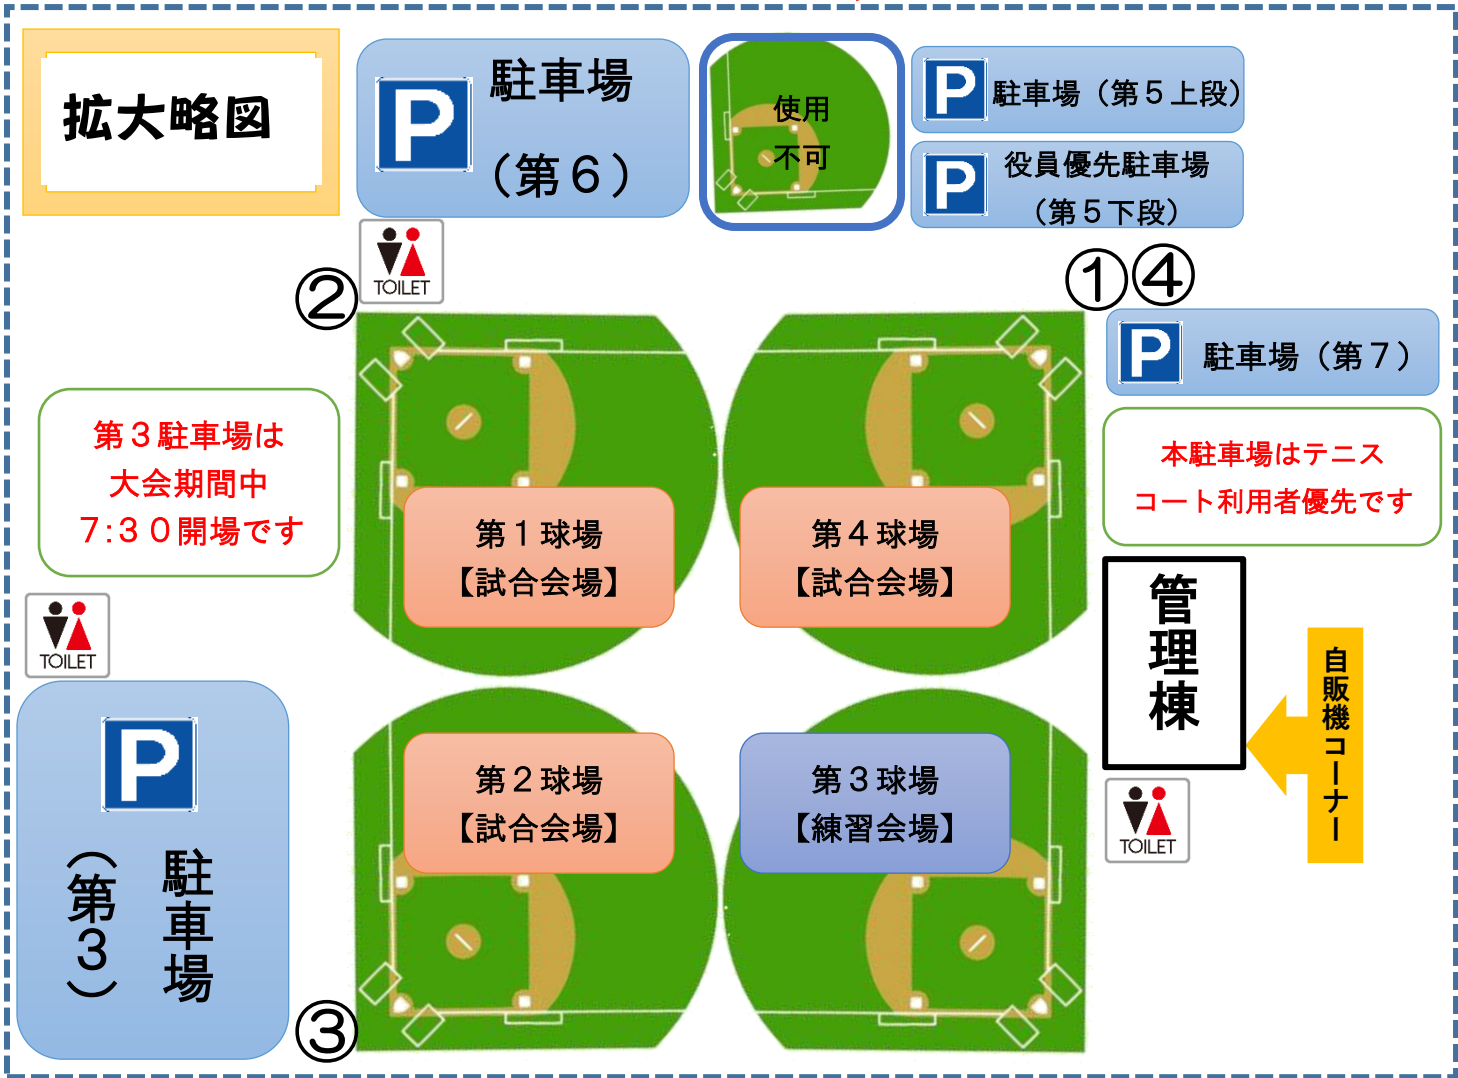 拡大略図
P
駐車場
（第６）
使用
不可
P
駐車場（第５上段）
P
役員優先駐車場
（第５下段）
TOILET
②
①④
P
駐車場（第７）
第３駐車場は
大会期間中
７:３０開場です
本駐車場はテニス
コート利用者優先です
第１球場
【試合会場】
第４球場
【試合会場】
管理棟
自販機コーナー
TOILET
P
駐車場
（第３）
第２球場
【試合会場】
第３球場
【練習会場】
TOILET
③